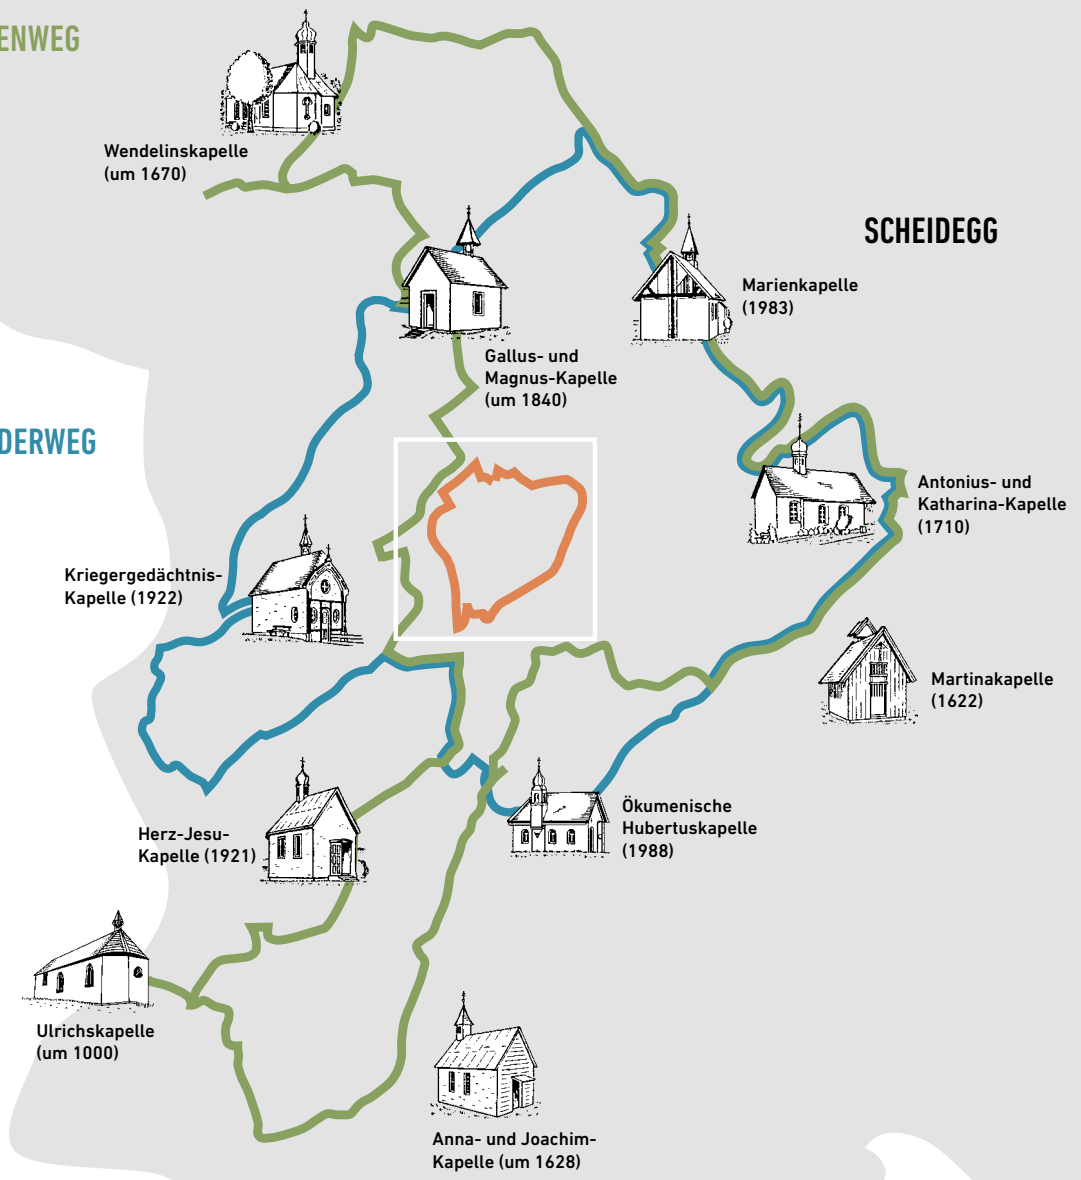 ENWEG
Wendelinskapelle
(um 1670)
SCHEIDEGG
Marienkapelle
(1983)
Gallus- und
Magnus-Kapelle
(um 1840)
DERWEG
Antonius- und
Katharina-Kapelle
(1710)
Kriegergedächtnis-
Kapelle (1922)
Martinakapelle
(1622)
Ökumenische
Hubertuskapelle
(1988)
Herz-Jesu-
Kapelle (1921)
Ulrichskapelle
(um 1000)
Anna- und Joachim-
Kapelle (um 1628)